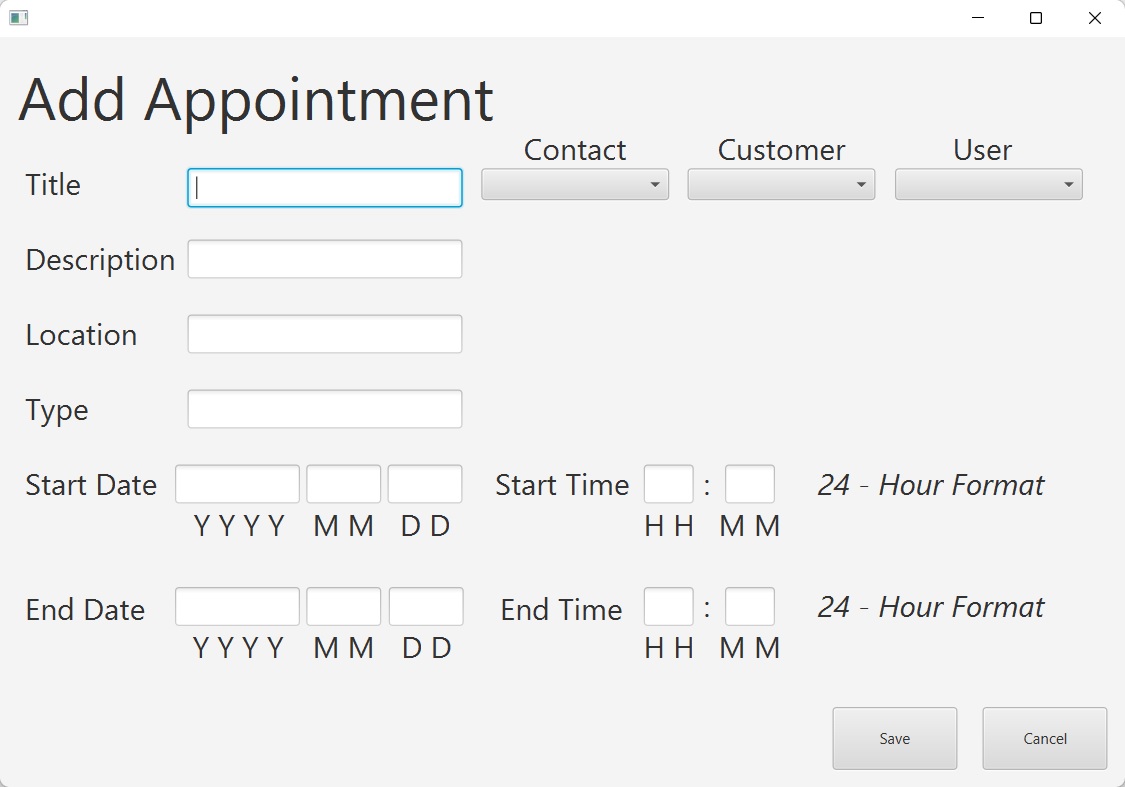 Add Appointment
Contact Customer User
Title
Description
Location
Type
Start Date Start Time : 24 - Hour Format
Y Y Y Y M M D D H H M M
End Date End Time : 24 - Hour Format
Y Y Y Y M M D D H H M M
Save Cancel